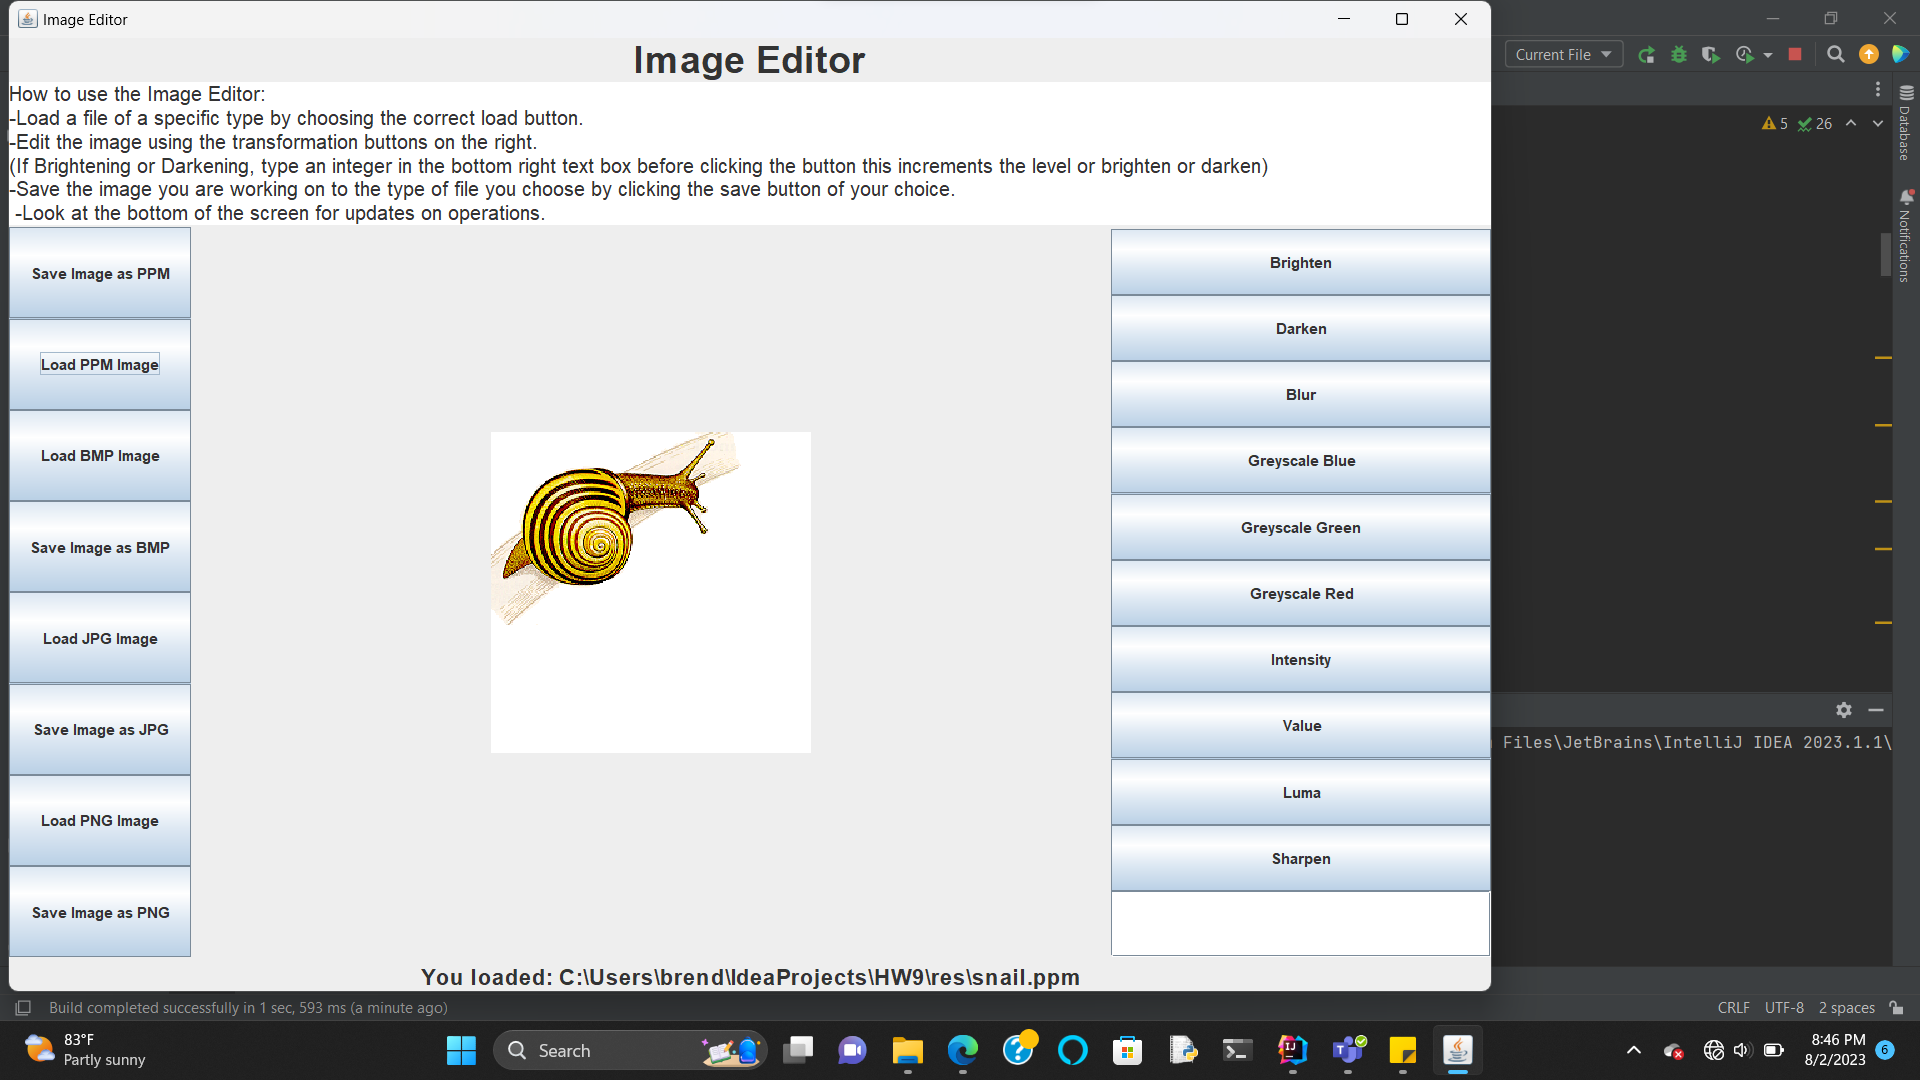 Image Editor
Current File
Image Editor
How to use the Image Editor:
-Load a file of a specific type by choosing the correct load button.
-Edit the image using the transformation buttons on the right.
(If Brightening or Darkening, type an integer in the bottom right text box before clicking the button this increments the level or brighten or darken)
-Save the image you are working on to the type of file you choose by clicking the save button of your choice.
-Look at the bottom of the screen for updates on operations.
5 26
Database
Notifications
Save Image as PPM
Load PPM Image
Load BMP Image
Save Image as BMP
Load JPG Image
Save Image as JPG
Load PNG Image
Save Image as PNG
Brighten
Darken
Blur
Greyscale Blue
Greyscale Green
Greyscale Red
Intensity
Value
Luma
Sharpen
Files\JetBrains\IntelliJ IDEA 2023.1.1\
You loaded: C:\Users\brend\IdeaProjects\HW9\res\snail.ppm
Build completed successfully in 1 sec, 593 ms (a minute ago)
CRLF UTF-8 2 spaces
83°F
Partly sunny
Search
8:46 PM
8/2/2023
6